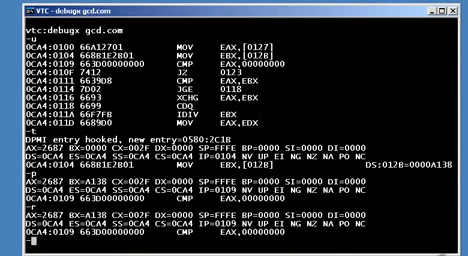 VTC - debugx gcd.com
vtc:debugx gcd.com
-u
0CA4:0100 66A12701 MOV EAX,[0127]
0CA4:0104 668B1E2B01 MOV EBX,[012B]
0CA4:0109 663D00000000 CMP EAX,00000000
0CA4:010F 7412 JZ 0123
0CA4:0111 6639D8 CMP EAX,EBX
0CA4:0114 7D02 JGE 0118
0CA4:0116 6693 XCHG EAX,EBX
0CA4:0118 6699 CDQ
0CA4:011A 66F7FB IDIV EBX
0CA4:011D 6689D0 MOV EAX,EDX
-t
DPMI entry hooked, new entry=0580:2C1B
AX=2687 BX=0000 CX=002F DX=0000 SP=FFFE BP=0000 SI=0000 DI=0000
DS=0CA4 ES=0CA4 SS=0CA4 CS=0CA4 IP=0104 NV UP EI NG NZ NA PO NC
0CA4:0104 668B1E2B01 MOV EBX,[012B] DS:012B=0000A138
-p
AX=2687 BX=A138 CX=002F DX=0000 SP=FFFE BP=0000 SI=0000 DI=0000
DS=0CA4 ES=0CA4 SS=0CA4 CS=0CA4 IP=0109 NV UP EI NG NZ NA PO NC
0CA4:0109 663D00000000 CMP EAX,00000000
-r
AX=2687 BX=A138 CX=002F DX=0000 SP=FFFE BP=0000 SI=0000 DI=0000
DS=0CA4 ES=0CA4 SS=0CA4 CS=0CA4 IP=0109 NV UP EI NG NZ NA PO NC
0CA4:0109 663D00000000 CMP EAX,00000000
-